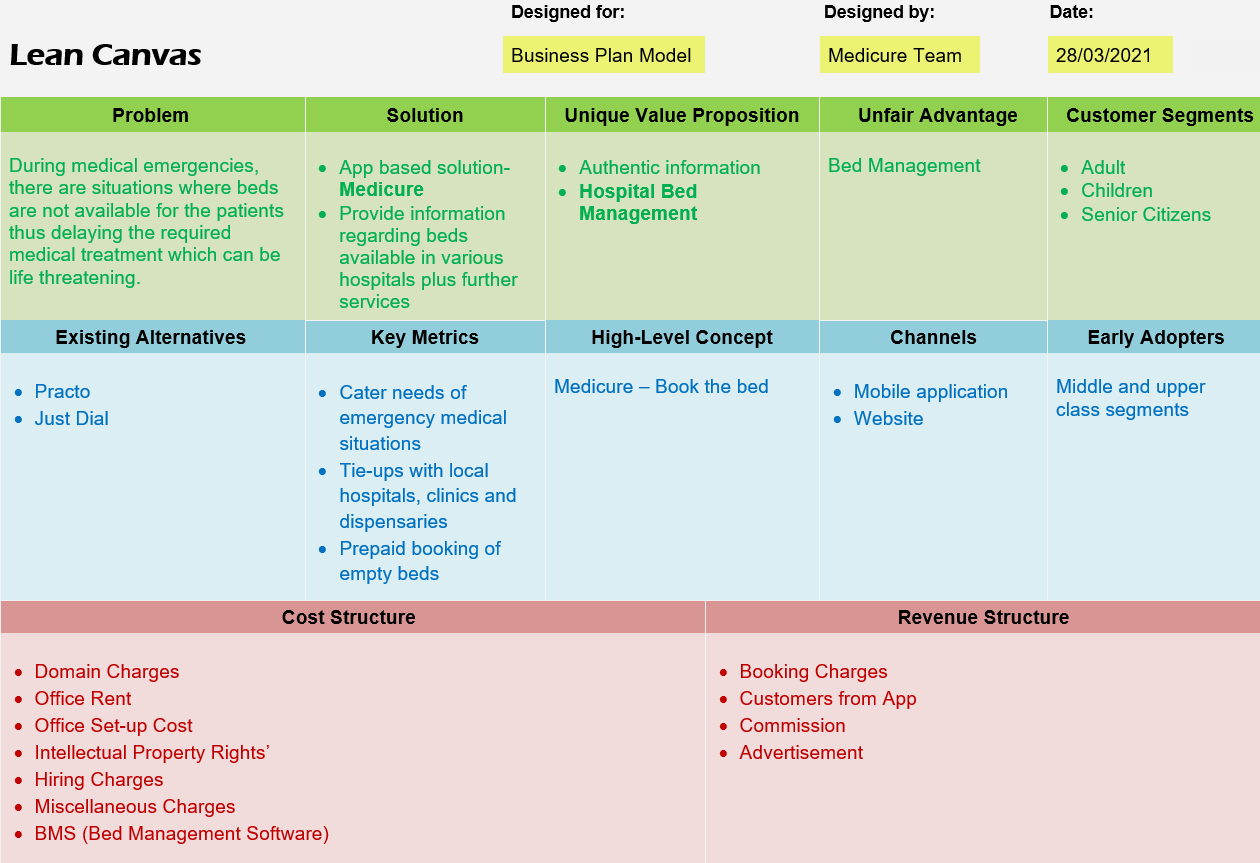 Designed for:
Designed by:
Date:
Lean Canvas
Business Plan Model
Medicure Team
28/03/2021
Problem
During medical emergencies,
there are situations where beds
are not available for the patients
thus delaying the required
medical treatment which can be
life threatening.
Solution
• App based solution-
Medicure
• Provide information
regarding beds
available in various
hospitals plus further
services
Unique Value Proposition
• Authentic information
• Hospital Bed
Management
Unfair Advantage
Bed Management
Customer Segments
• Adult
• Children
• Senior Citizens
Existing Alternatives
• Practo
• Just Dial
Key Metrics
• Cater needs of
emergency medical
situations
• Tie-ups with local
hospitals, clinics and
dispensaries
• Prepaid booking of
empty beds
High-Level Concept
Medicure – Book the bed
Channels
• Mobile application
• Website
Early Adopters
Middle and upper
class segments
Cost Structure
• Domain Charges
• Office Rent
• Office Set-up Cost
• Intellectual Property Rights’
• Hiring Charges
• Miscellaneous Charges
• BMS (Bed Management Software)
Revenue Structure
• Booking Charges
• Customers from App
• Commission
• Advertisement